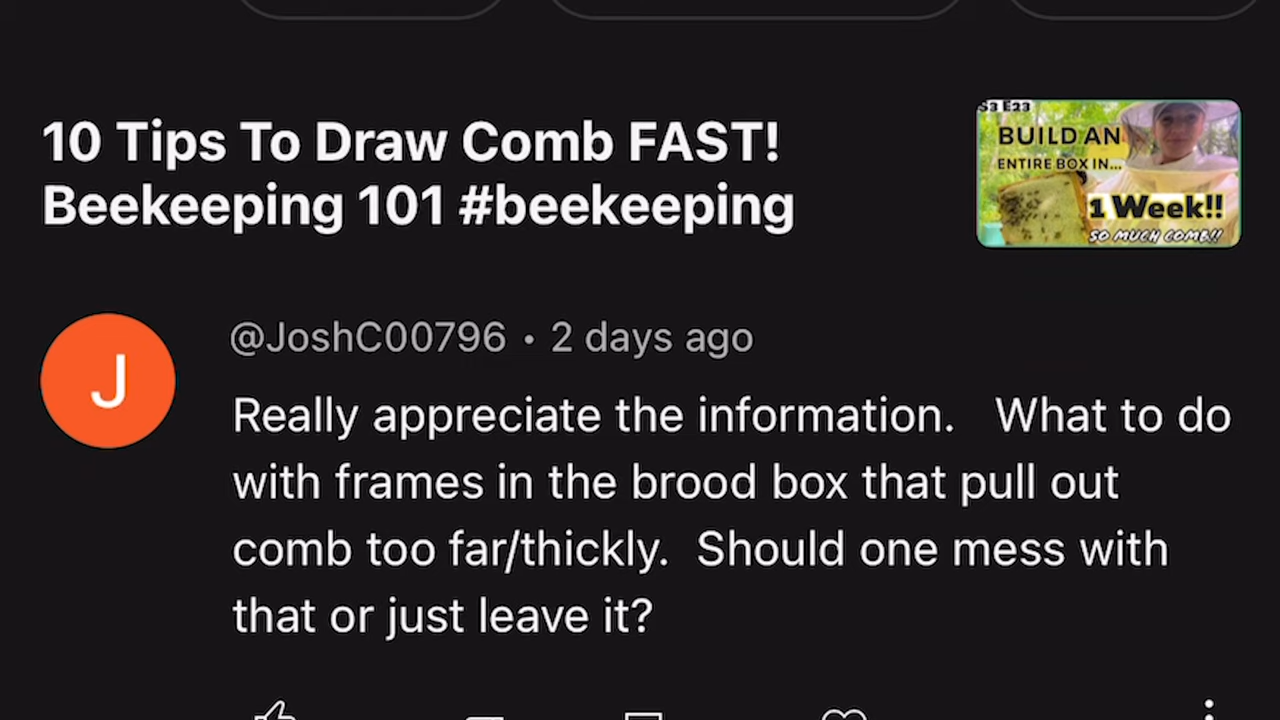 10 Tips To Draw Comb FAST!
Beekeeping 101 #beekeeping
S3 E23
BUILD AN
ENTIRE BOX IN...
1 Week!!
SO MUCH COMB!!
J
@JoshC00796 • 2 days ago
Really appreciate the information. What to do
with frames in the brood box that pull out
comb too far/thickly. Should one mess with
that or just leave it?